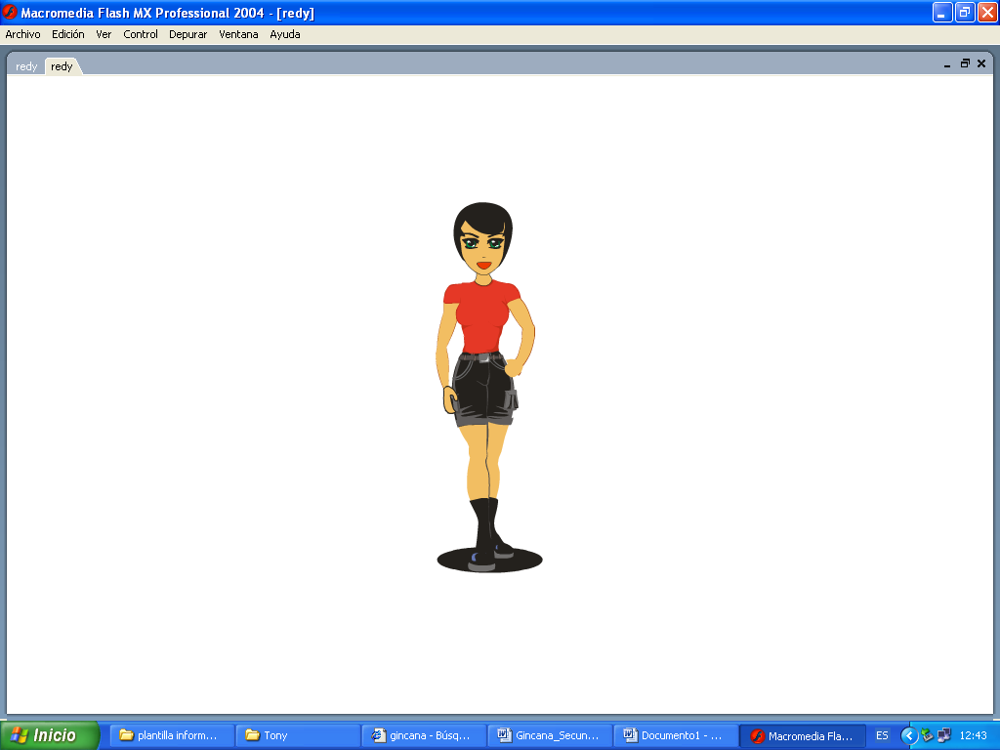 Macromedia Flash MX Professional 2004 - [redy]
Archivo Edición Ver Control Depurar Ventana Ayuda
redy redy
Inicio plantilla inform... Tony gincana - Búsq... Gincana_Secun... Documento1 - ... Macromedia Fla... ES 12:43